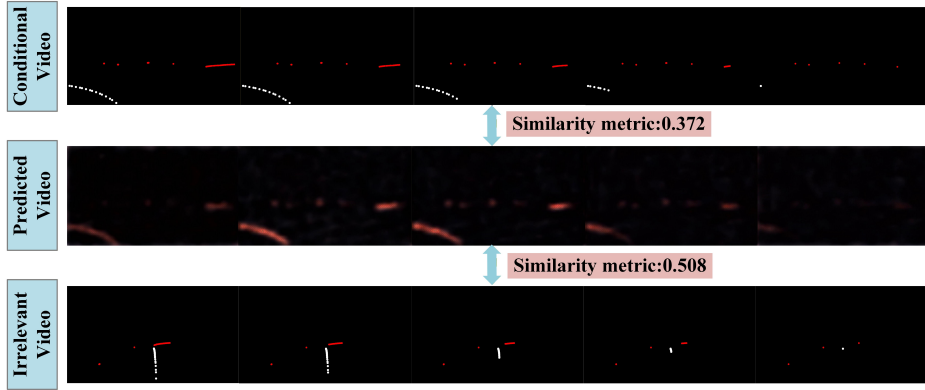 Conditional
Video
Similarity metric:0.372
Predicted
Video
Similarity metric:0.508
Irrelevant
Video